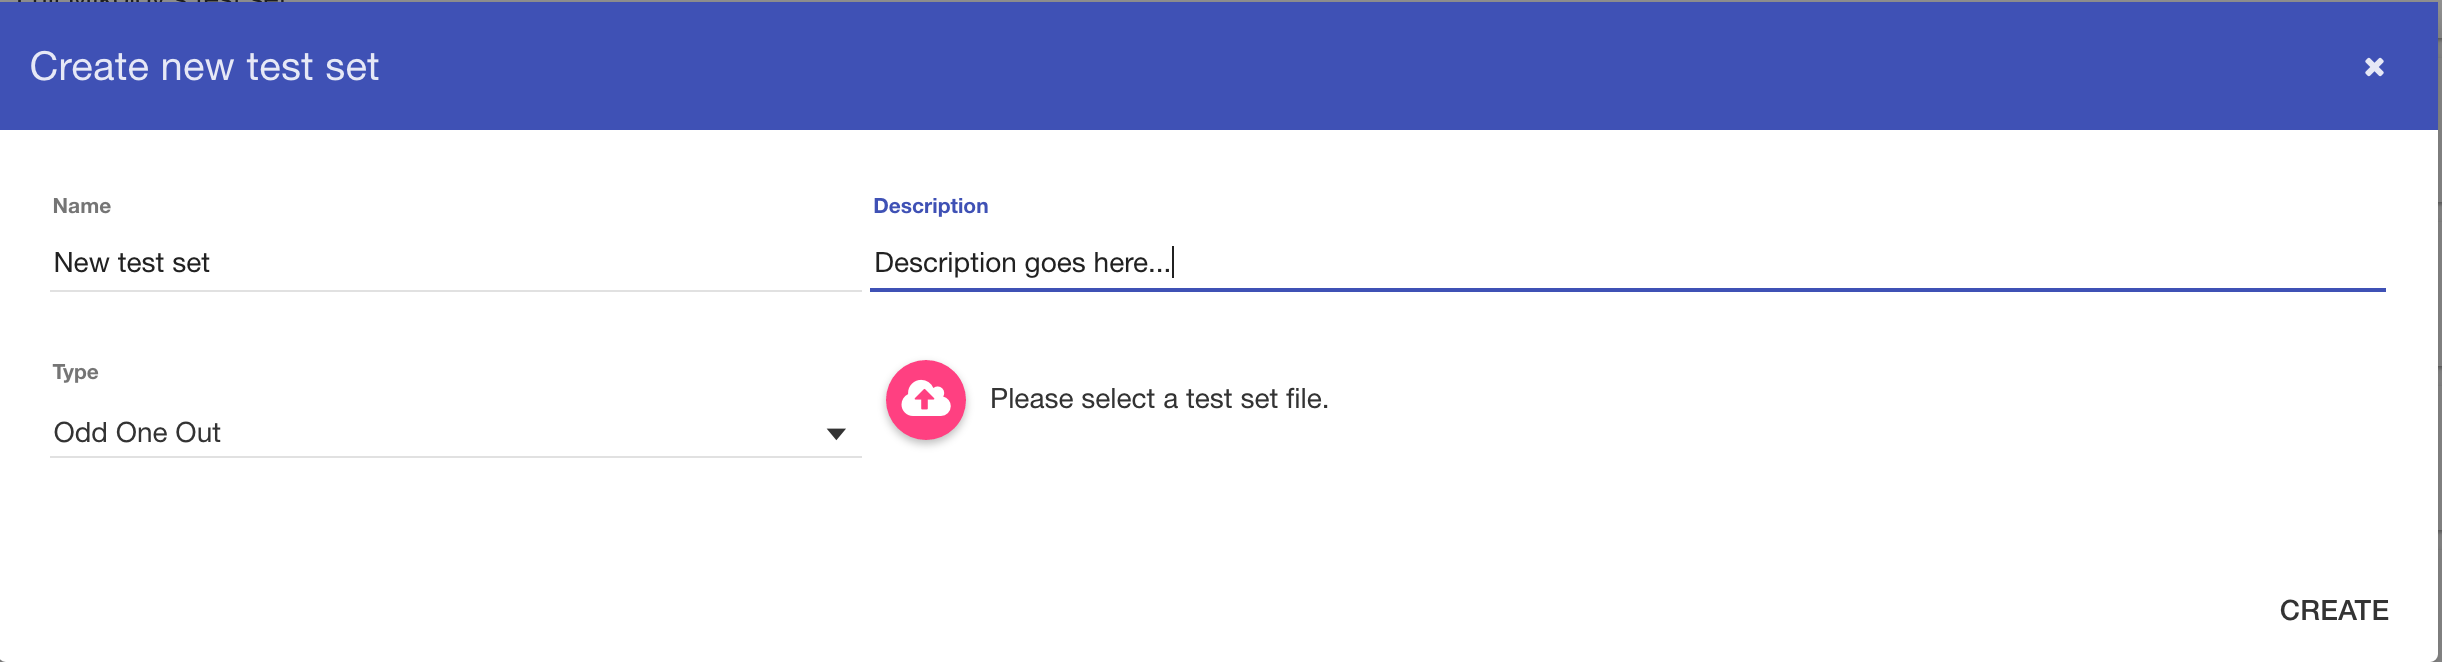 Create new test set
Name
Description
New test set
Description goes here...
Type
Odd One Out
Please select a test set file.
CREATE